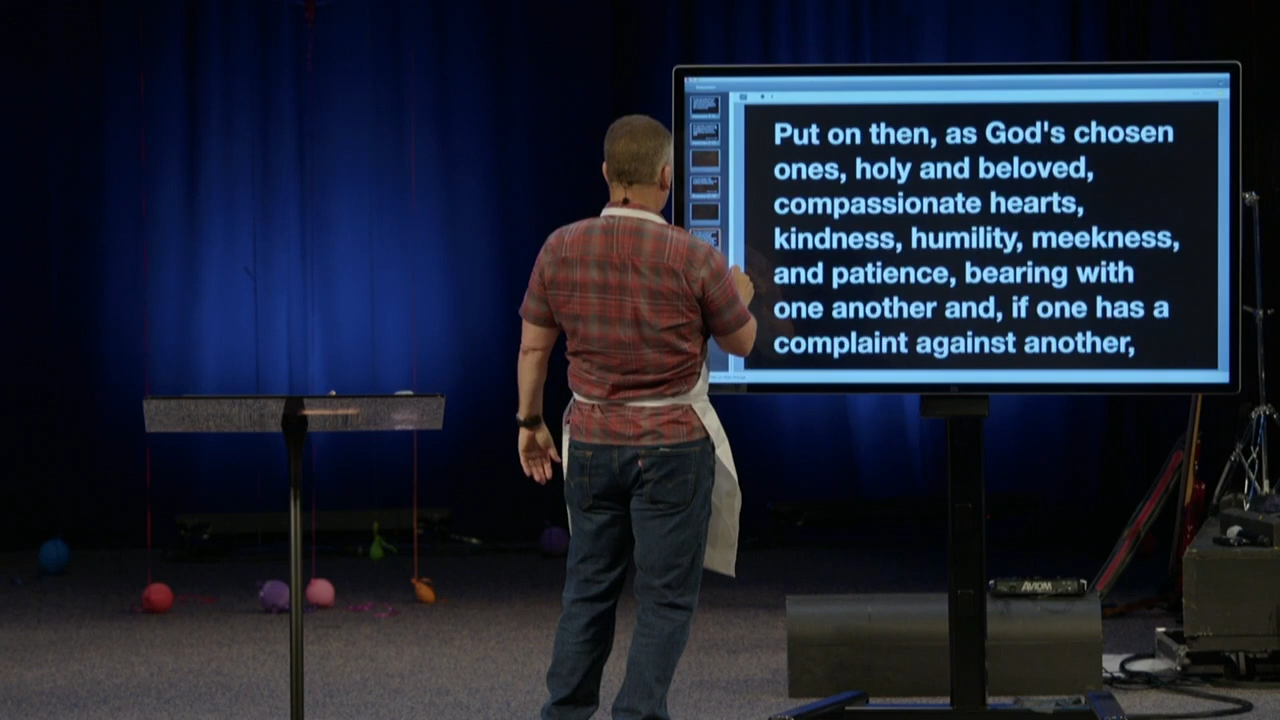 Put on then, as God's chosen
ones, holy and beloved,
compassionate hearts,
kindness, humility, meekness,
and patience, bearing with
one another and, if one has a
complaint against another,
AVIOM